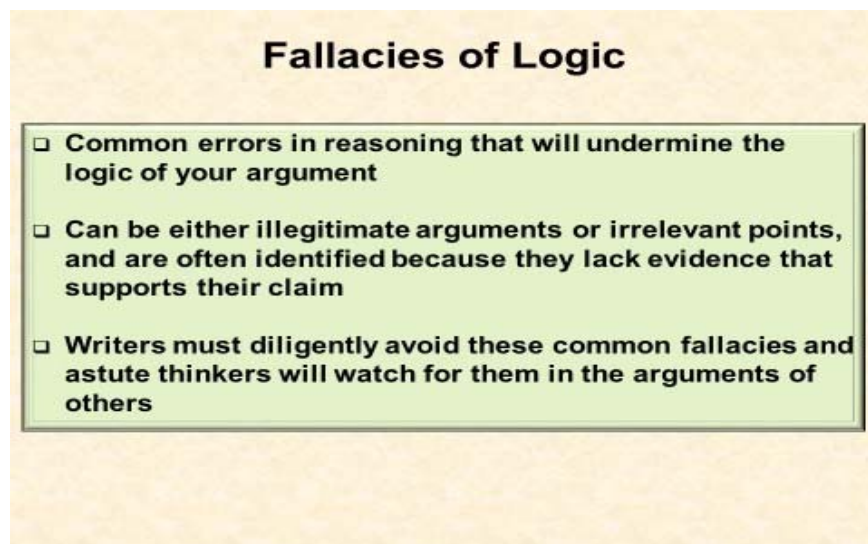 Fallacies of Logic
❑ Common errors in reasoning that will undermine the
logic of your argument
❑ Can be either illegitimate arguments or irrelevant points,
and are often identified because they lack evidence that
supports their claim
❑ Writers must diligently avoid these common fallacies and
astute thinkers will watch for them in the arguments of
others